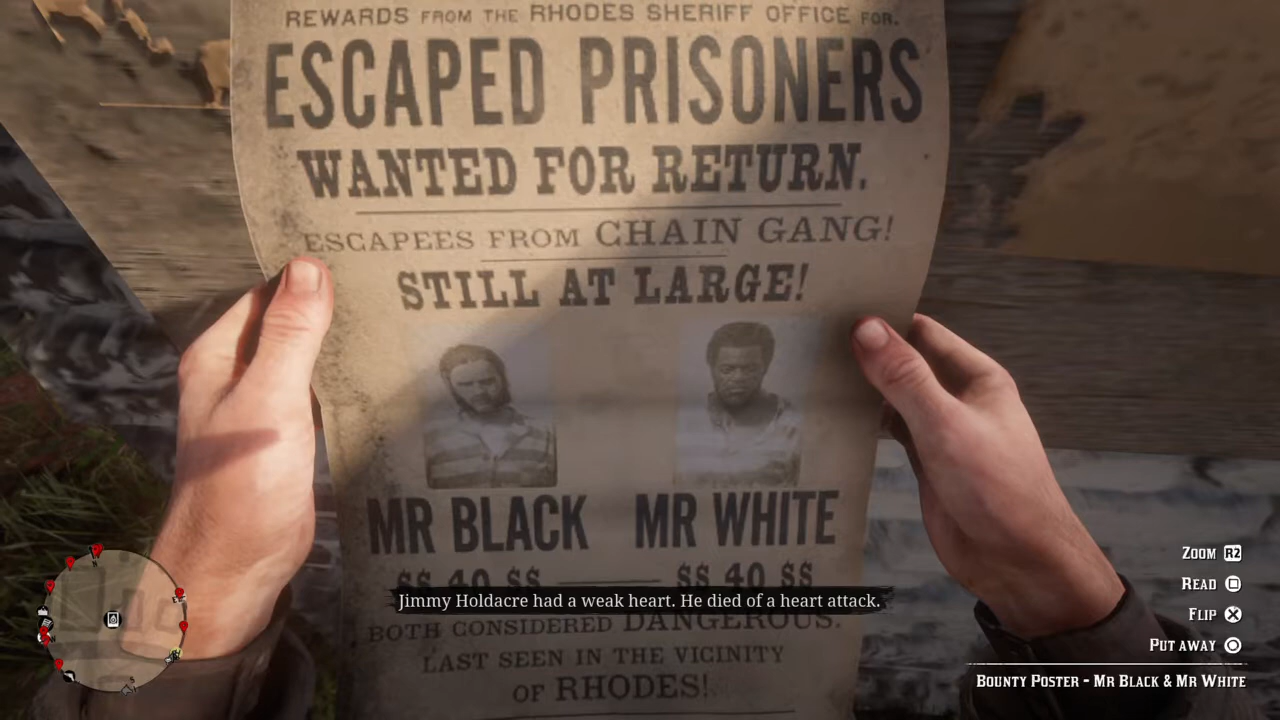 REWARDS FROM THE RHODES SHERIFF OFFICE FOR.
ESCAPED PRISONERS
WANTED FOR RETURN.
ESCAPEES FROM CHAIN GANG!
STILL AT LARGE!
MR BLACK MR WHITE
$$ 40 $$ $$ 40 $$
Jimmy Holdacre had a weak heart. He died of a heart attack.
BOTH CONSIDERED DANGEROUS.
LAST SEEN IN THE VICINITY
OF RHODES!
ZOOM R2
READ
FLIP
PUT AWAY
BOUNTY POSTER - MR BLACK & MR WHITE